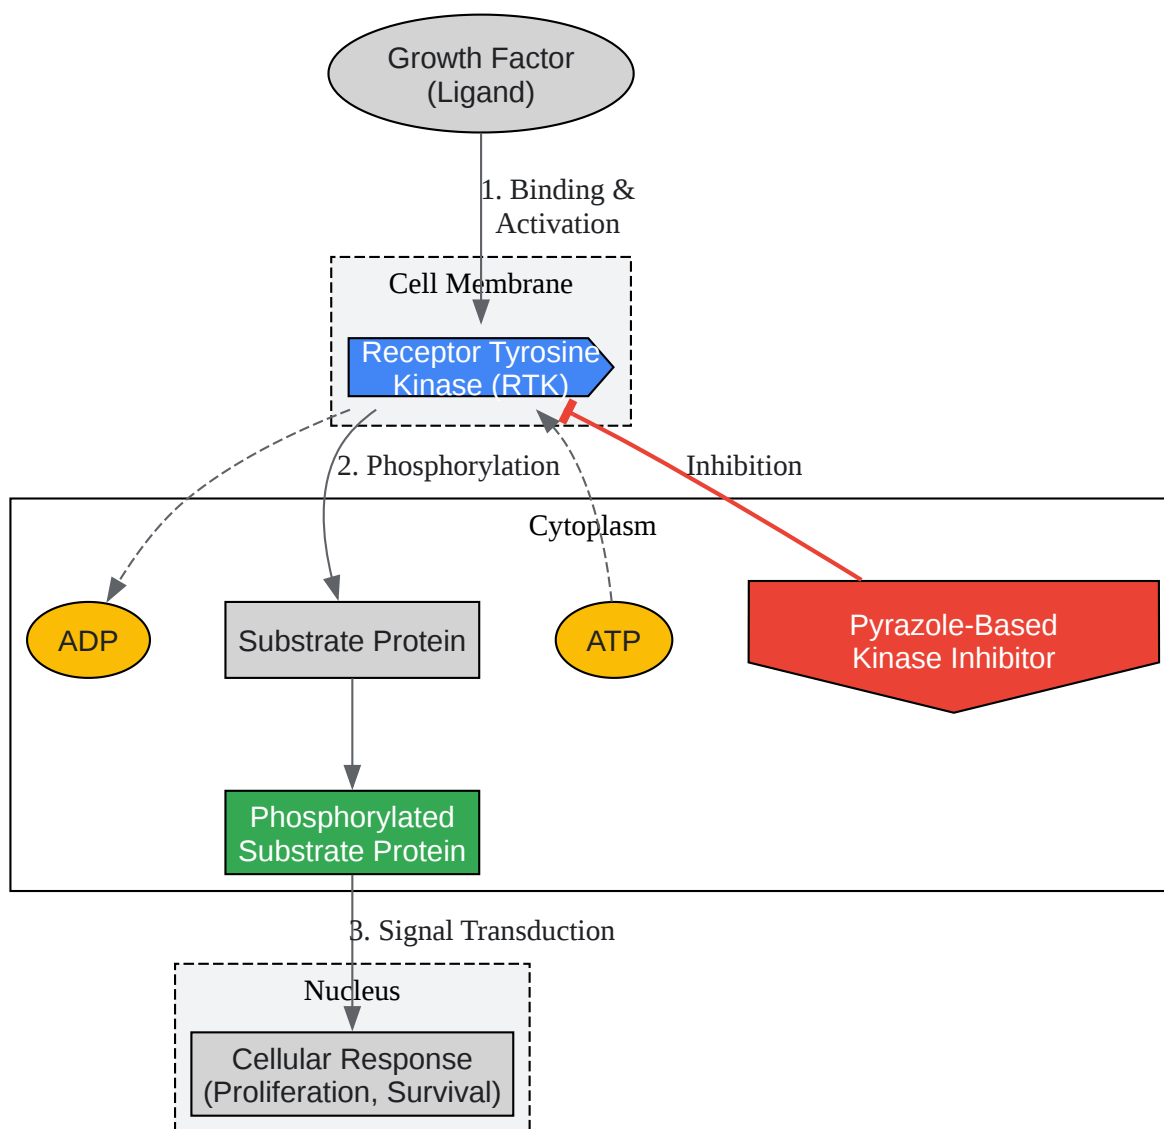 Growth Factor
(Ligand)
1. Binding &
Activation
Cell Membrane
Receptor Tyrosine
Kinase (RTK)
2. Phosphorylation
Inhibition
Cytoplasm
ADP
Substrate Protein
ATP
Pyrazole-Based
Kinase Inhibitor
Phosphorylated
Substrate Protein
3. Signal Transduction
Nucleus
Cellular Response
(Proliferation, Survival)